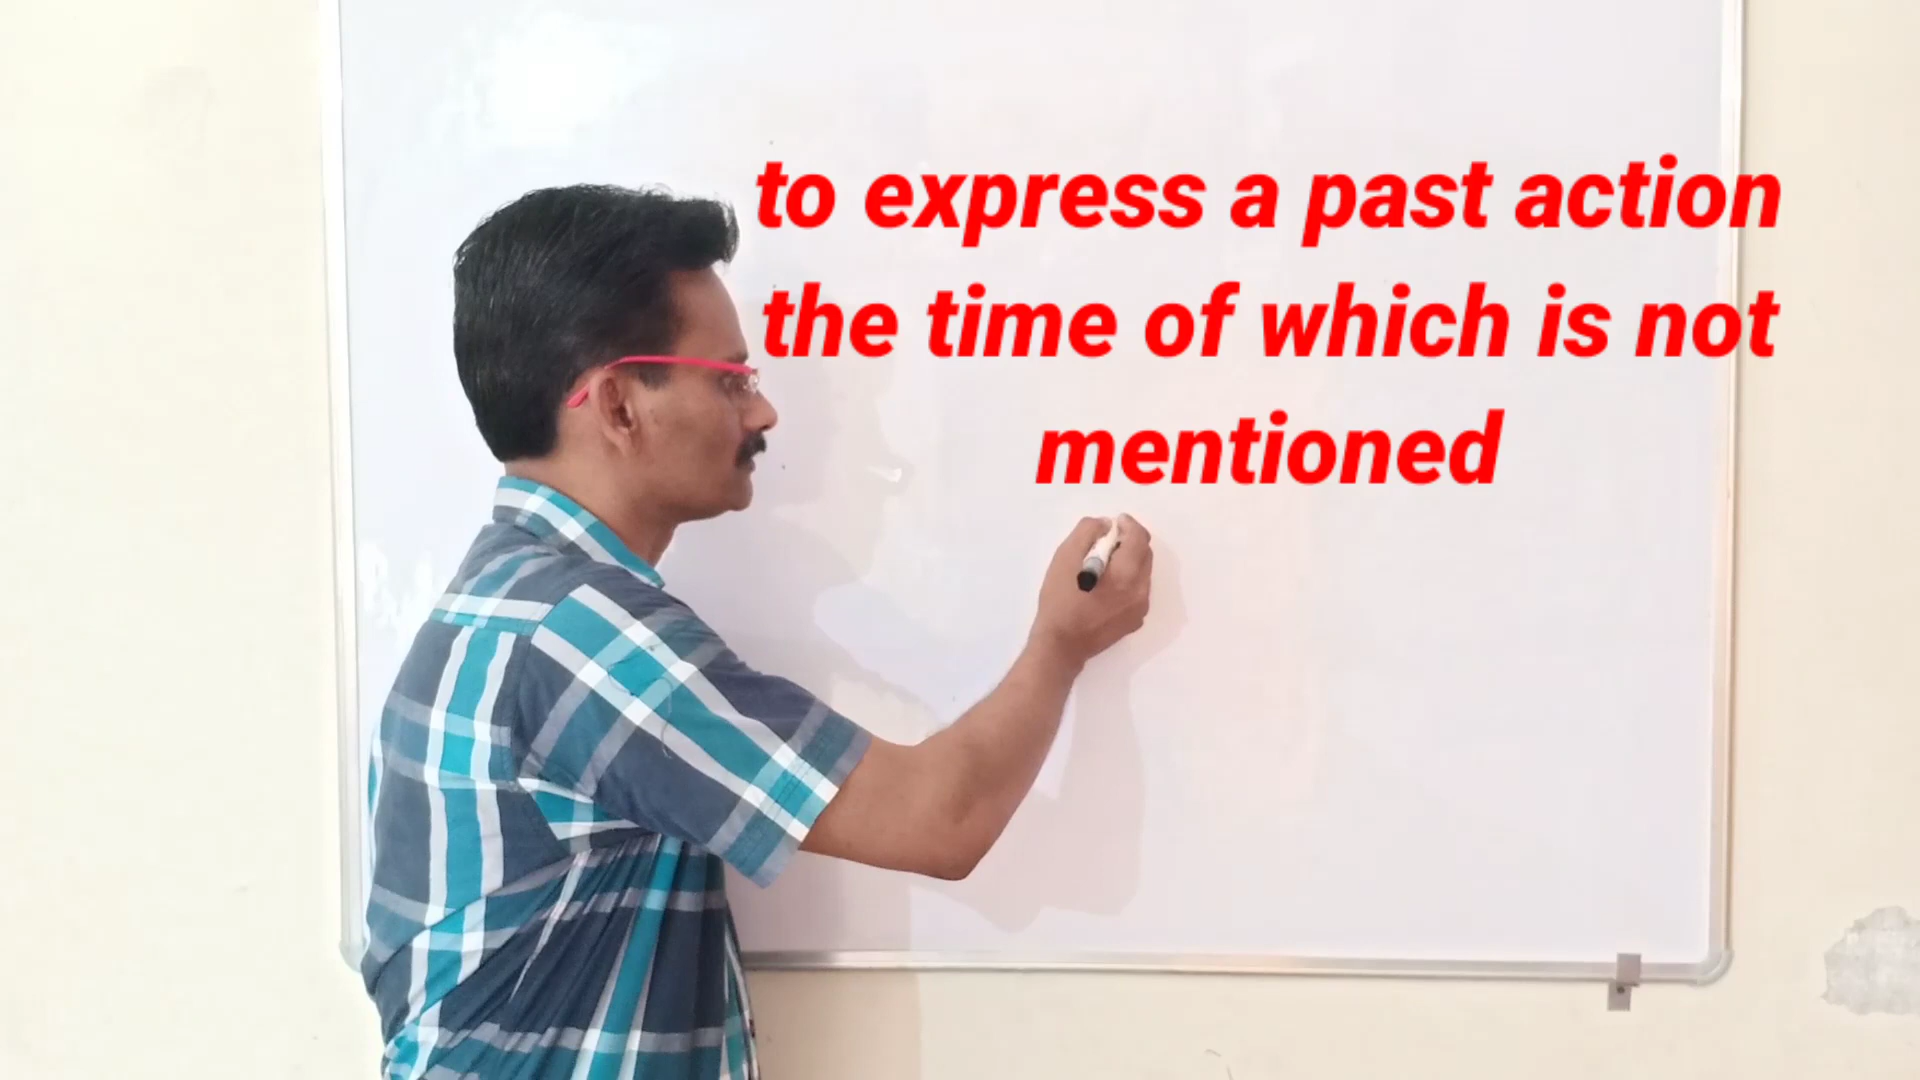 to express a past action
the time of which is not
mentioned